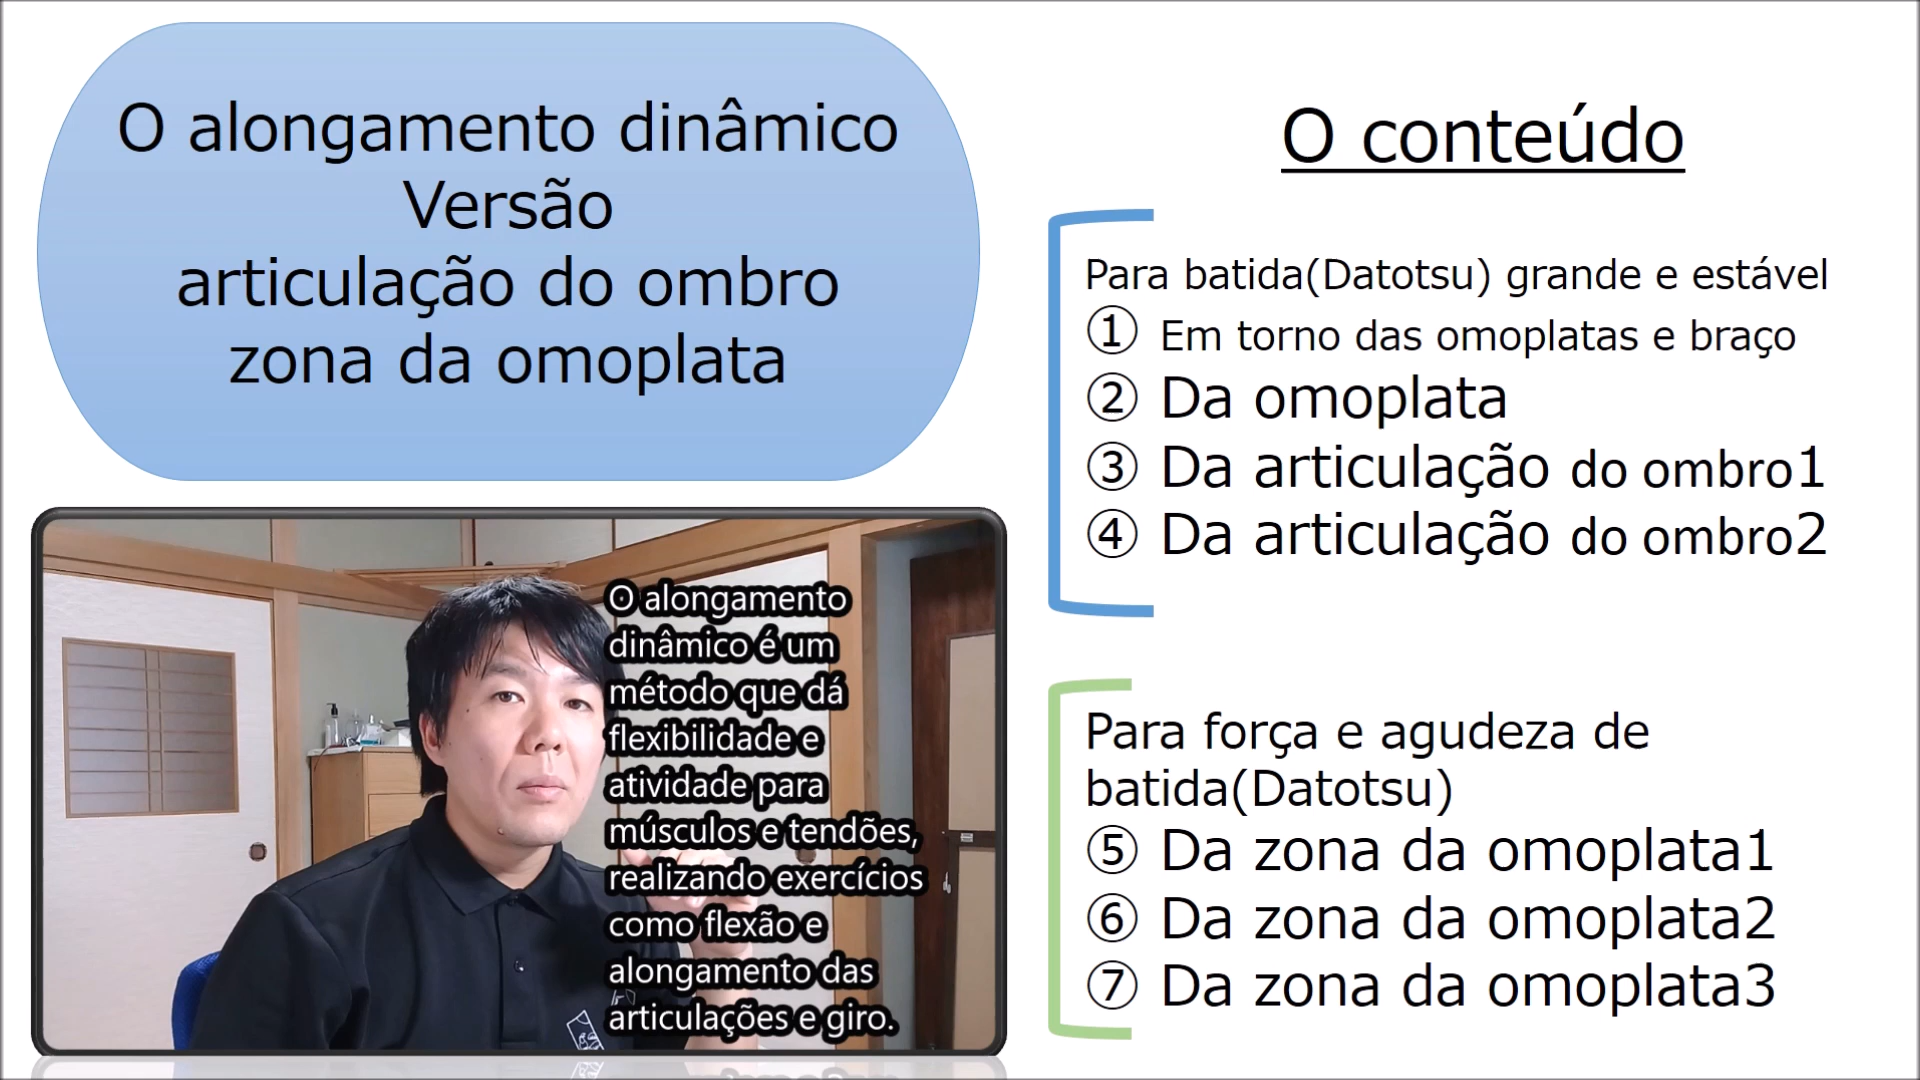 O alongamento dinâmico
Versão
articulação do ombro
zona da omoplata
O alongamento
dinâmico é um
método que dá
flexibilidade e
atividade para
músculos e tendões,
realizando exercícios
como flexão e
alongamento das
articulações e giro.
O conteúdo
Para batida(Datotsu) grande e estável
① Em torno das omoplatas e braço
② Da omoplata
③ Da articulação do ombro1
④ Da articulação do ombro2
Para força e agudeza de
batida(Datotsu)
⑤ Da zona da omoplata1
⑥ Da zona da omoplata2
⑦ Da zona da omoplata3